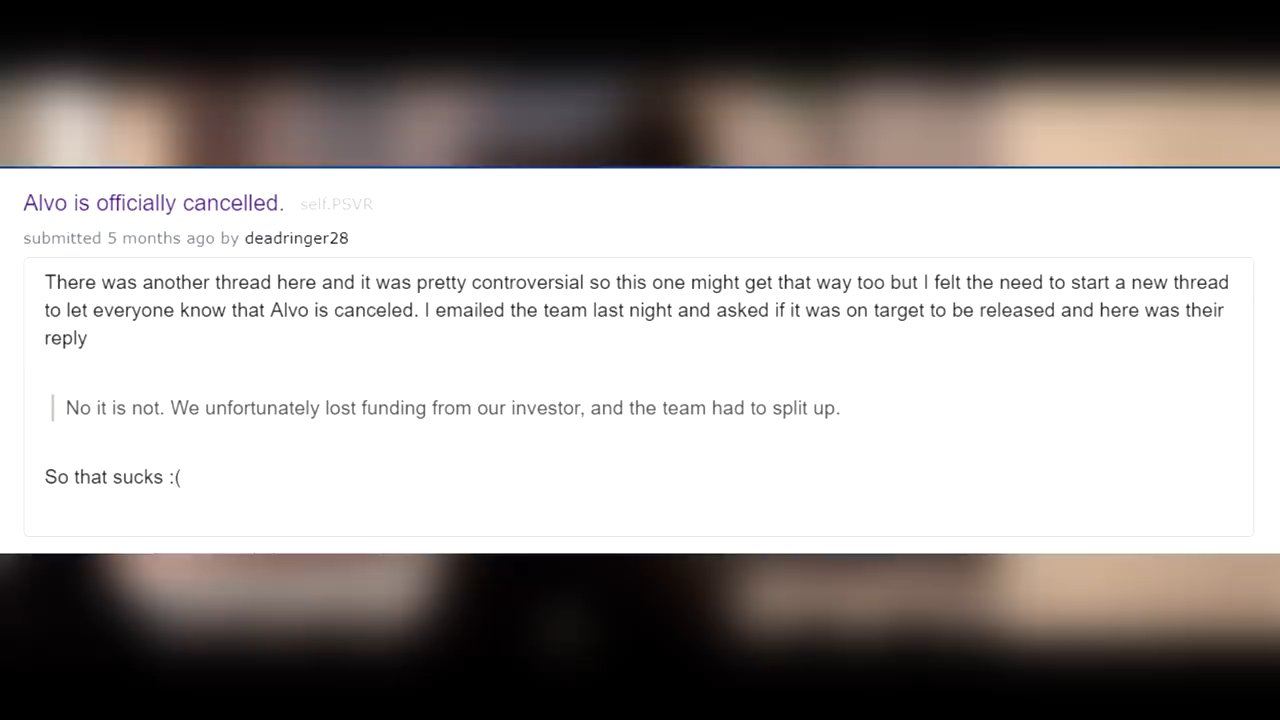 Alvo is officially cancelled. self.PSVR
submitted 5 months ago by deadringer28
There was another thread here and it was pretty controversial so this one might get that way too but I felt the need to start a new thread
to let everyone know that Alvo is canceled. I emailed the team last night and asked if it was on target to be released and here was their
reply
No it is not. We unfortunately lost funding from our investor, and the team had to split up.
So that sucks :(